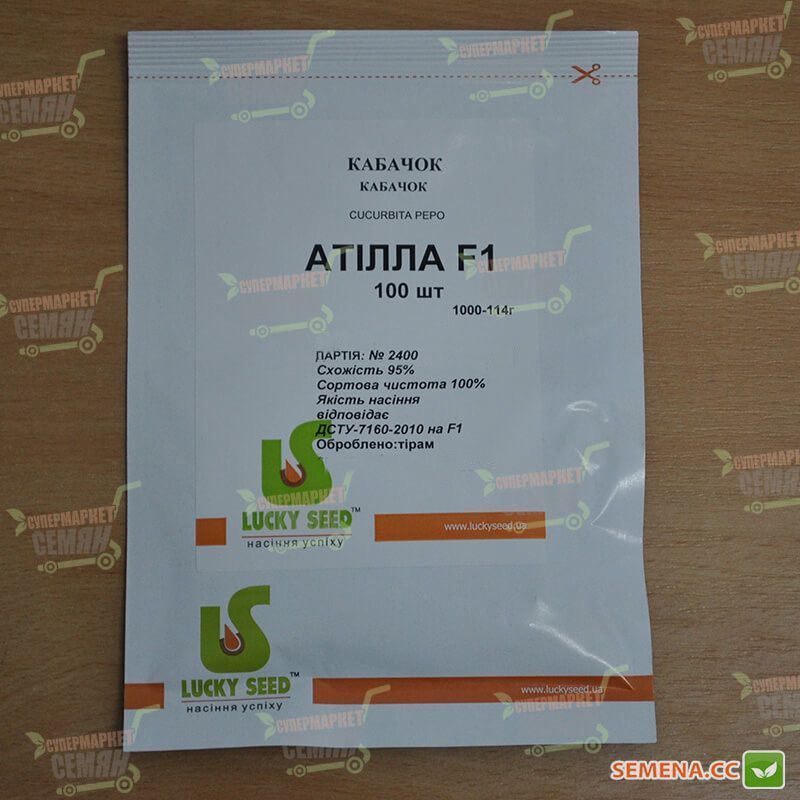 КАБАЧОК
КАБАЧОК
CUCURBITA PEPO
АТІЛЛА F1
100 шт
1000-114г
ПАРТІЯ: № 2400
Схожість 95%
Сортова чистота 100%
Якість насіння
відповідає
ДСТУ-7160-2010 на F1
Оброблено:тірам
LUCKY SEED™
насіння успіху
www.luckyseed.ua
LUCKY SEED™
насіння успіху
www.luckyseed.ua
СУПЕРМАРКЕТ
СЕМЯН
SEMENA.CC